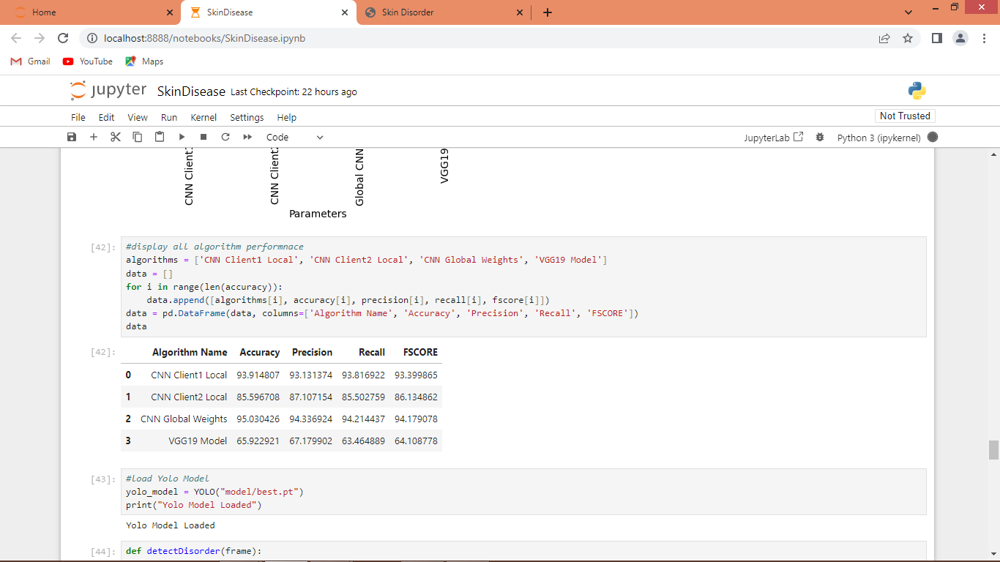 Home
SkinDisease
Skin Disorder
localhost:8888/notebooks/SkinDisease.ipynb
Gmail
YouTube
Maps
jupyter
SkinDisease
Last Checkpoint: 22 hours ago
File Edit View Run Kernel Settings Help
Not Trusted
Code
JupyterLab
Python 3 (ipykernel)
CNN Client1
CNN Client2
Global CNN
VGG19
Parameters
[42]:
#display all algorithm performnace
algorithms = ['CNN Client1 Local', 'CNN Client2 Local', 'CNN Global Weights', 'VGG19 Model']
data = []
for i in range(len(accuracy)):
    data.append([algorithms[i], accuracy[i], precision[i], recall[i], fscore[i]])
data = pd.DataFrame(data, columns=['Algorithm Name', 'Accuracy', 'Precision', 'Recall', 'FSCORE'])
data
[42]:
Algorithm Name Accuracy Precision Recall FSCORE
0 CNN Client1 Local 93.914807 93.131374 93.816922 93.399865
1 CNN Client2 Local 85.596708 87.107154 85.502759 86.134862
2 CNN Global Weights 95.030426 94.336924 94.214437 94.179078
3 VGG19 Model 65.922921 67.179902 63.464889 64.108778
[43]:
#load Yolo Model
yolo_model = YOLO("model/best.pt")
print("Yolo Model Loaded")
Yolo Model Loaded
[44]:
def detectDisorder(frame):